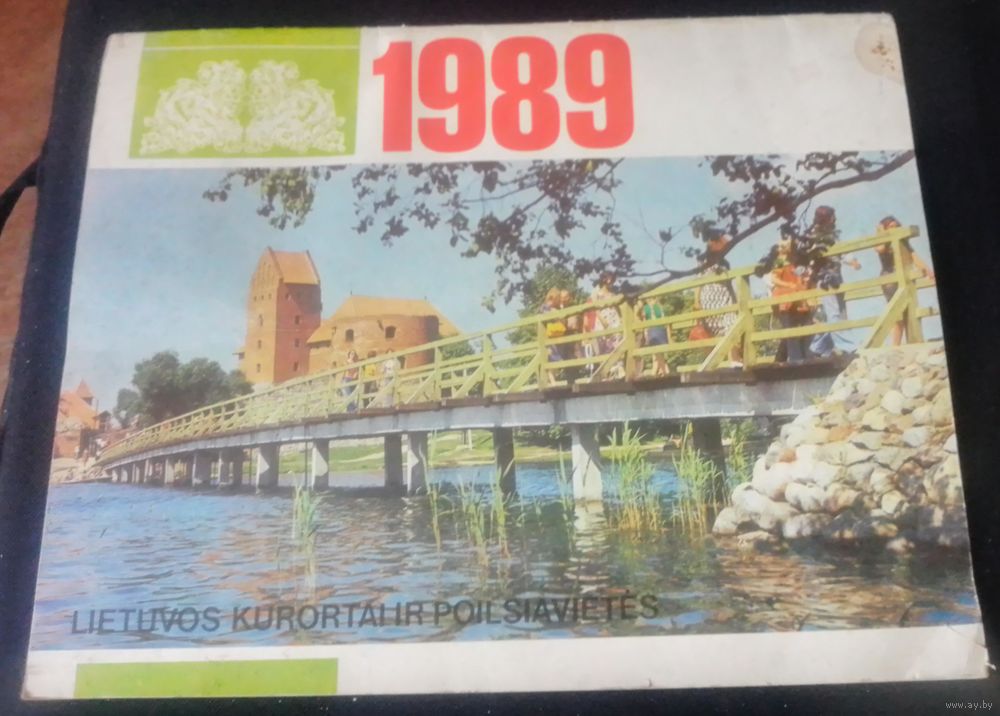 1989
LIETUVOS KURORTAI IR POILSIAVIETĖS
www.ay.by